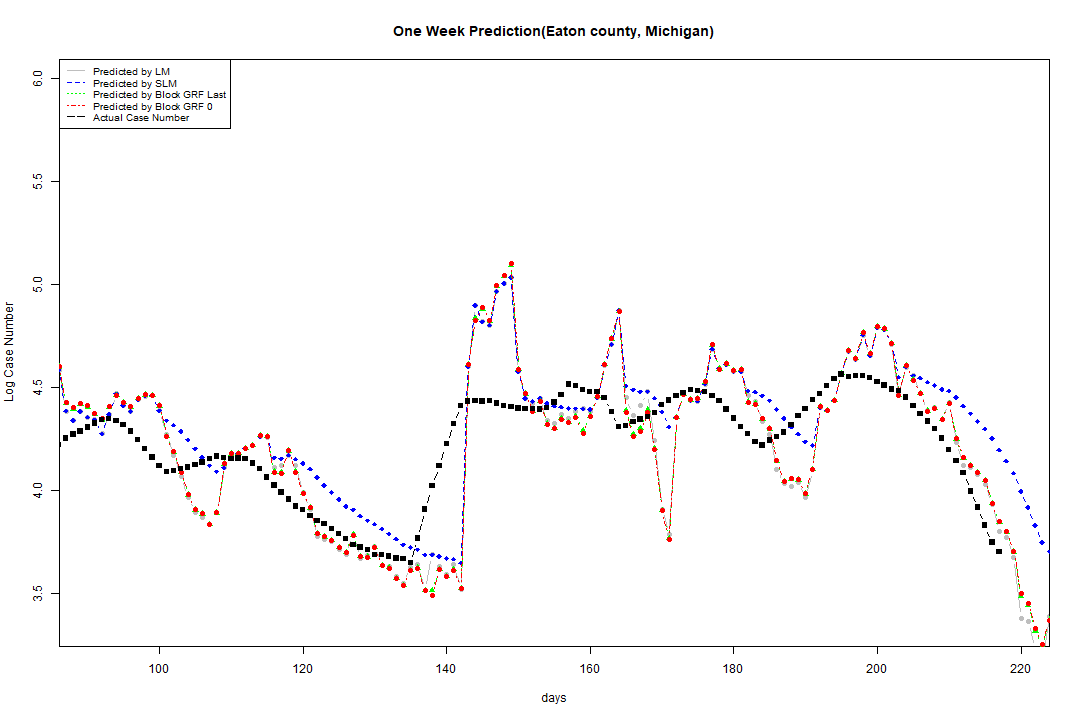 One Week Prediction(Eaton county, Michigan)
Predicted by LM
Predicted by SLM
Predicted by Block GRF Last
Predicted by Block GRF 0
Actual Case Number
6.0
5.5
5.0
4.5
4.0
3.5
Log Case Number
100 120 140 160 180 200 220
days